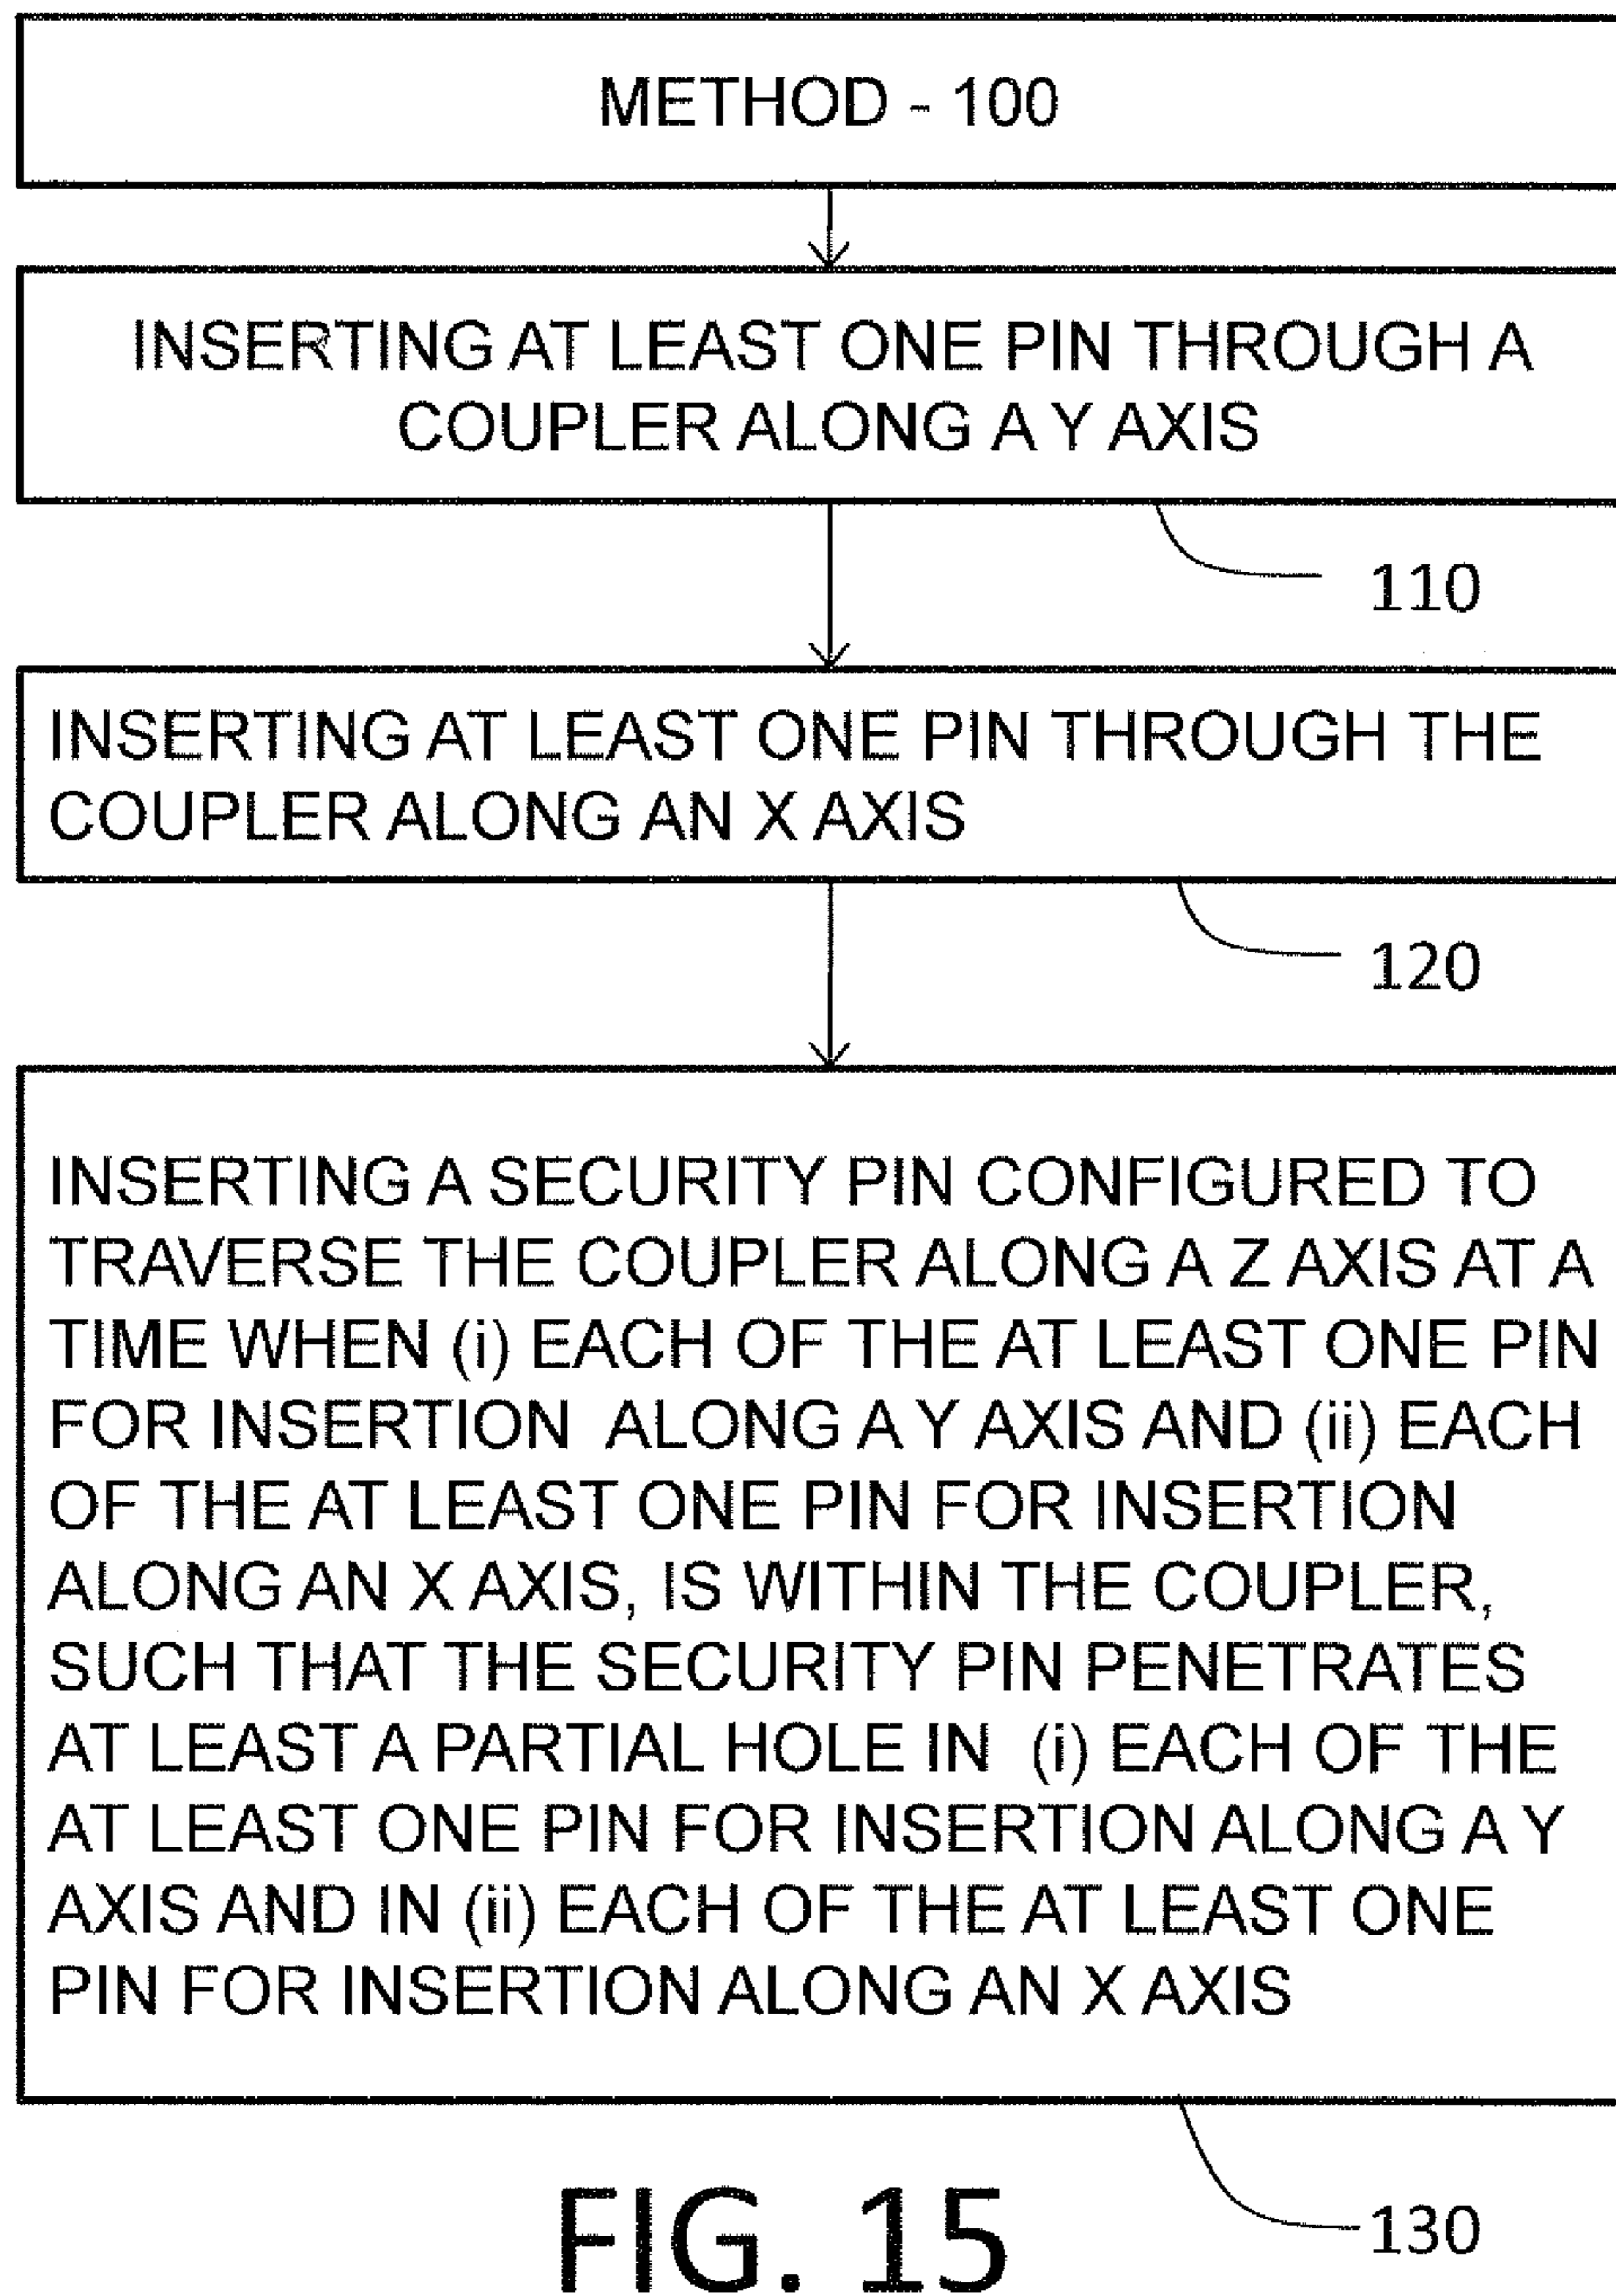 METHOD - 100
INSERTING AT LEAST ONE PIN THROUGH A
COUPLER ALONG A Y AXIS
110
INSERTING AT LEAST ONE PIN THROUGH THE
COUPLER ALONG AN X AXIS
120
INSERTING A SECURITY PIN CONFIGURED TO
TRAVERSE THE COUPLER ALONG A Z AXIS AT A
TIME WHEN (i) EACH OF THE AT LEAST ONE PIN
FOR INSERTION ALONG A Y AXIS AND (ii) EACH
OF THE AT LEAST ONE PIN FOR INSERTION
ALONG AN X AXIS, IS WITHIN THE COUPLER,
SUCH THAT THE SECURITY PIN PENETRATES
AT LEAST A PARTIAL HOLE IN (i) EACH OF THE
AT LEAST ONE PIN FOR INSERTION ALONG A Y
AXIS AND IN (ii) EACH OF THE AT LEAST ONE
PIN FOR INSERTION ALONG AN X AXIS
130
FIG. 15